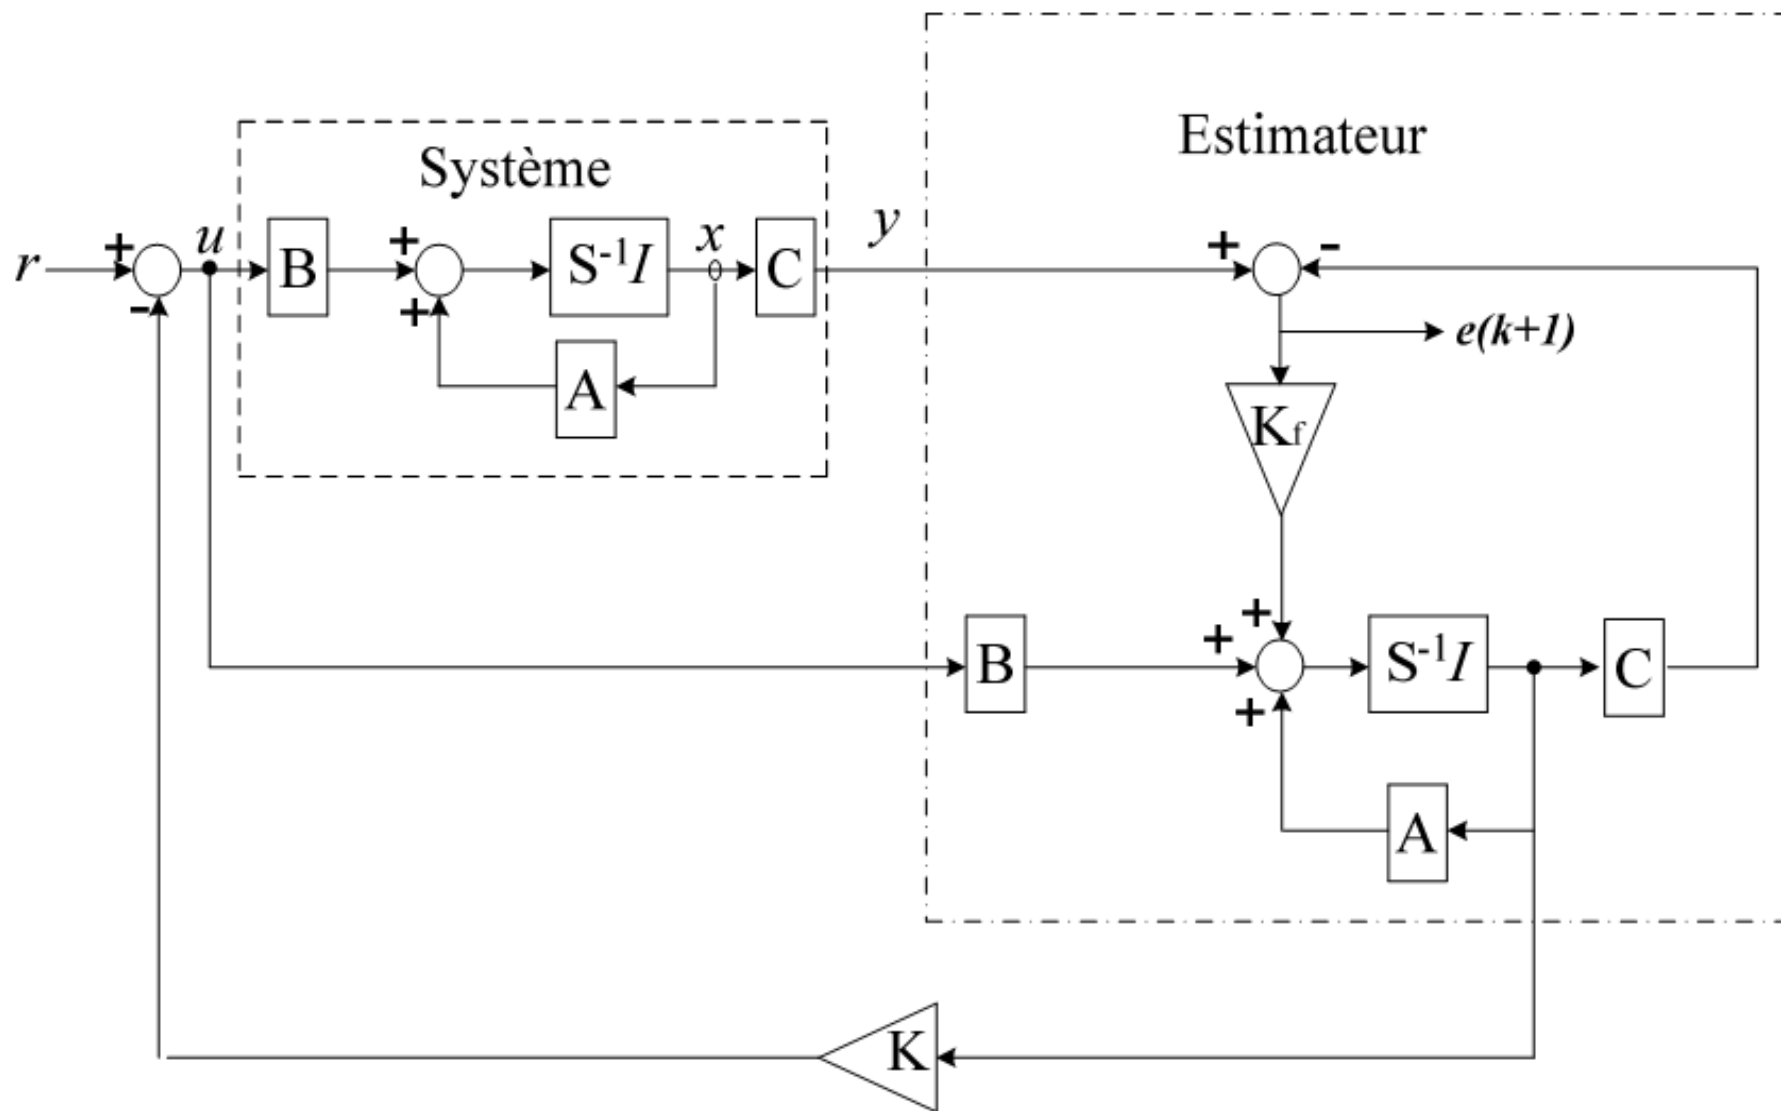 Estimateur
Système
r + - u B + + S⁻¹I x C y + -
A
e(k+1)
Kf
B + + + S⁻¹I C
A
K